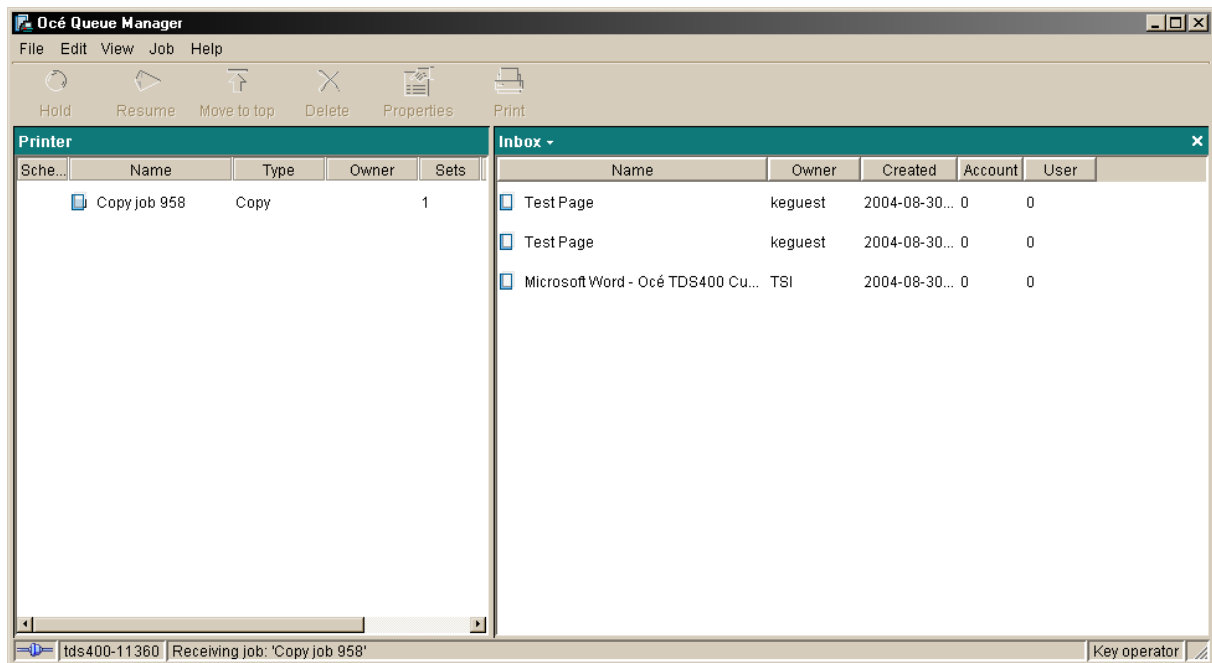 Océ Queue Manager
File Edit View Job Help
Hold Resume Move to top Delete Properties Print
Printer
Sche... Name Type Owner Sets
Copy job 958 Copy 1
Inbox
Name Owner Created Account User
Test Page keguest 2004-08-30... 0 0
Test Page keguest 2004-08-30... 0 0
Microsoft Word - Océ TDS400 Cu... TSI 2004-08-30... 0 0
tds400-11360 Receiving job: 'Copy job 958' Key operator